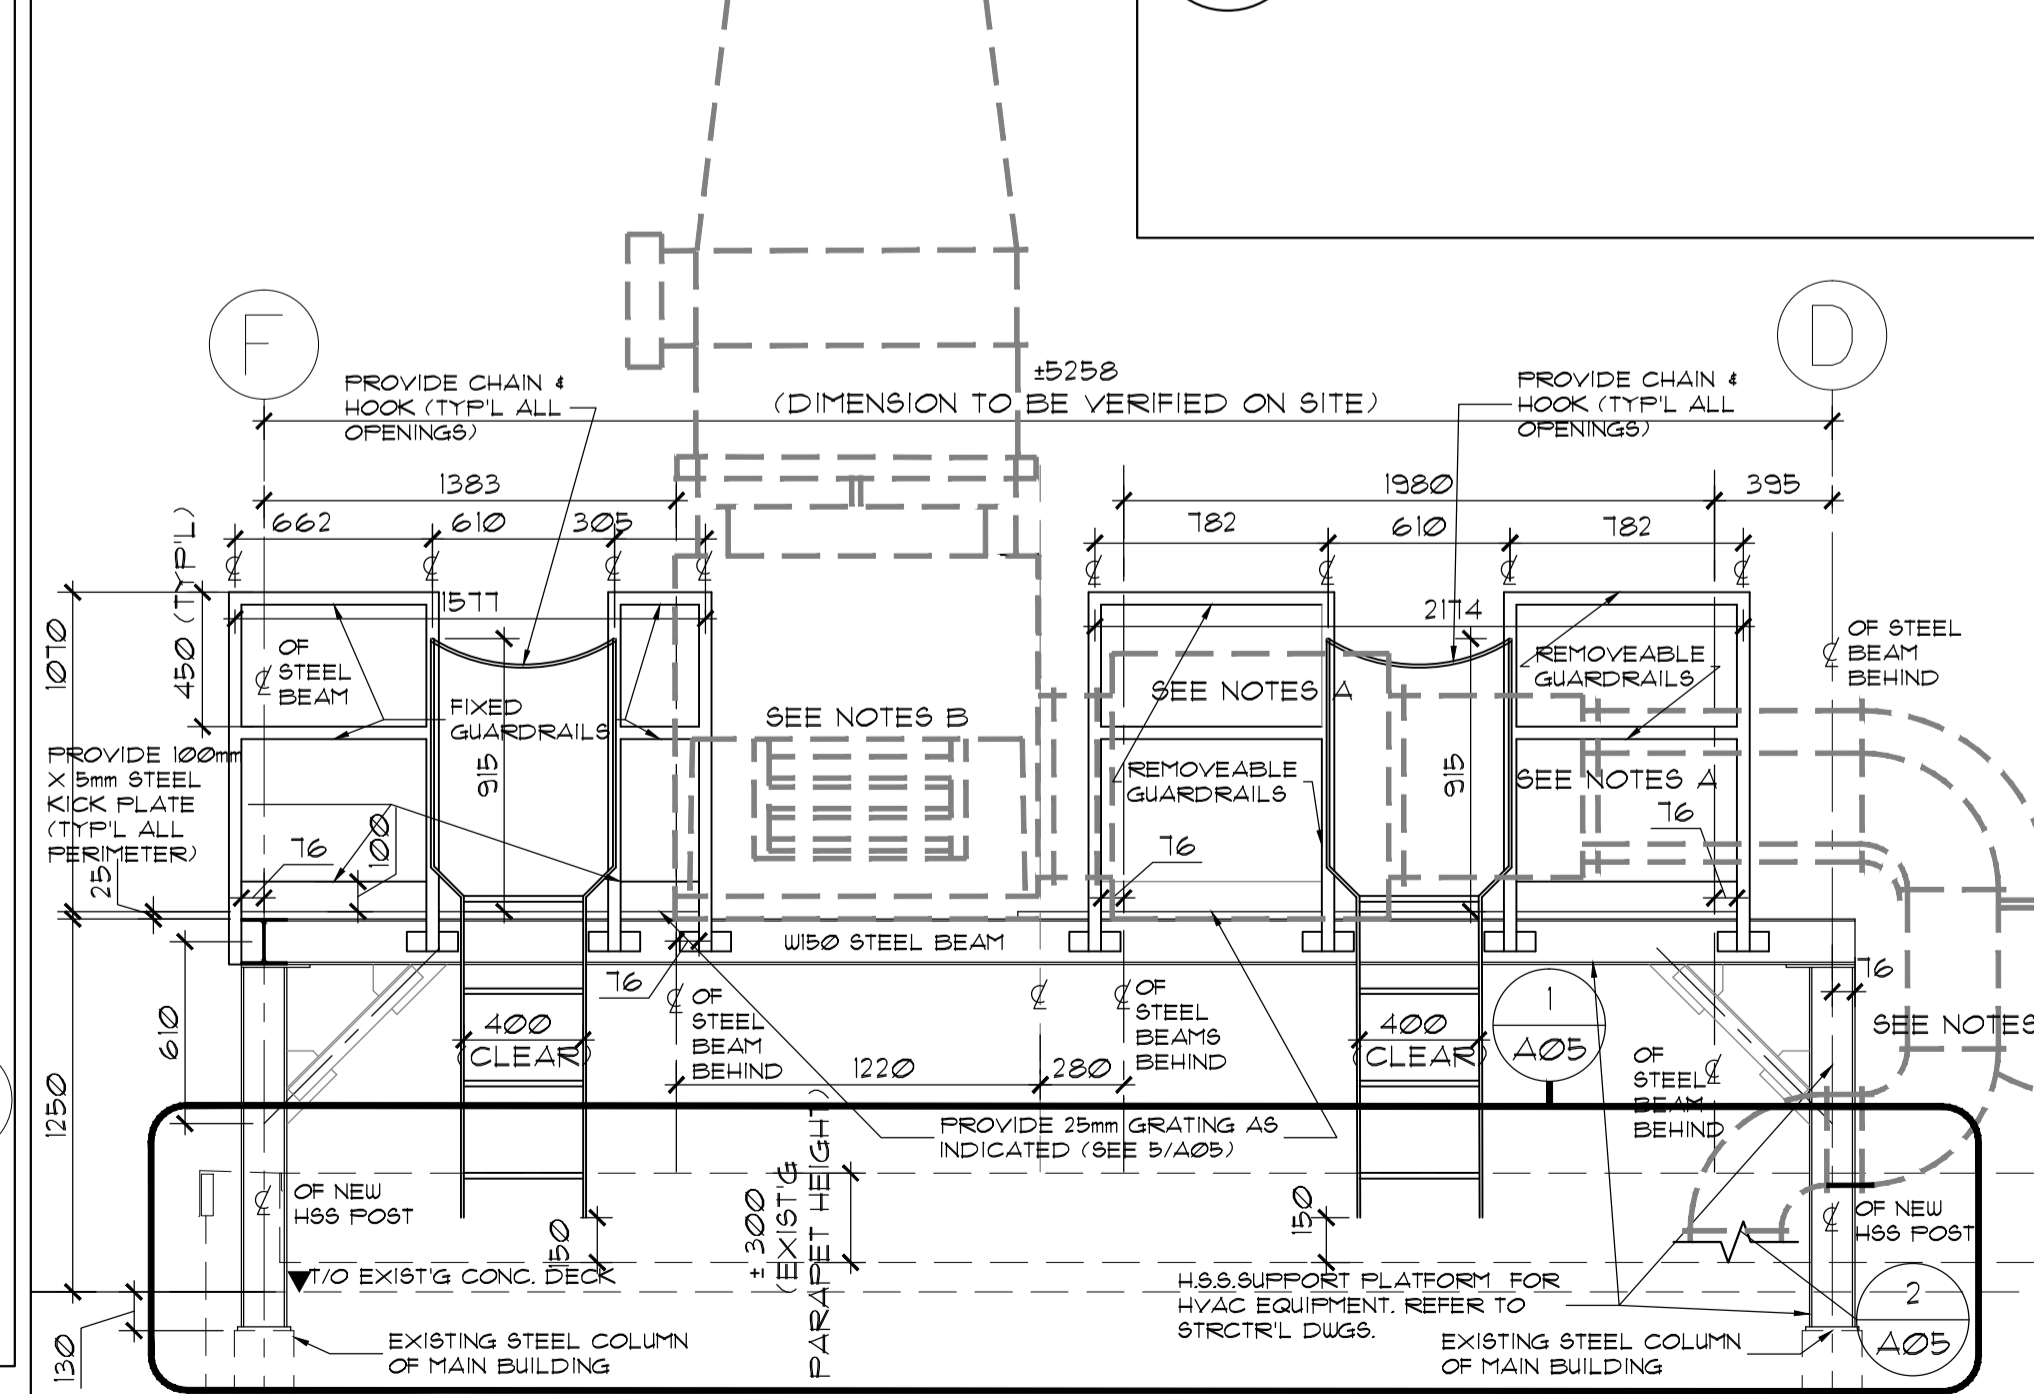 F
D
±5258
(DIMENSION TO BE VERIFIED ON SITE)
PROVIDE CHAIN &
HOOK (TYP'L ALL
OPENINGS)
PROVIDE CHAIN &
HOOK (TYP'L ALL
OPENINGS)
1383
1980
395
662
610
305
782
610
782
1577
2174
450 (TYP'L)
1070
℄ OF
STEEL
BEAM
FIXED
GUARDRAILS
915
SEE NOTES B
SEE NOTES A
REMOVEABLE
GUARDRAILS
REMOVEABLE
GUARDRAILS
915
SEE NOTES A
℄ OF STEEL
BEAM
BEHIND
PROVIDE 100mm
X 5mm STEEL
KICK PLATE
(TYP'L ALL
PERIMETER)
25
76
100
76
76
W150 STEEL BEAM
76
76
℄ OF
STEEL
BEAM
BEHIND
℄
℄ OF
STEEL
BEAMS
BEHIND
610
1250
400
(CLEAR)
400
(CLEAR)
1220
280
1
A05
OF
STEEL ℄
BEAM
BEHIND
SEE NOTES
PROVIDE 25mm GRATING AS
INDICATED (SEE 5/A05)
℄ OF NEW
HSS POST
150
±300
(EXIST'G
PARAPET HEIGHT)
150
℄ OF NEW
HSS POST
T/O EXIST'G CONC. DECK
H.S.S.SUPPORT PLATFORM FOR
HVAC EQUIPMENT. REFER TO
STRCTR'L DWGS.
2
A05
130
EXISTING STEEL COLUMN
OF MAIN BUILDING
EXISTING STEEL COLUMN
OF MAIN BUILDING